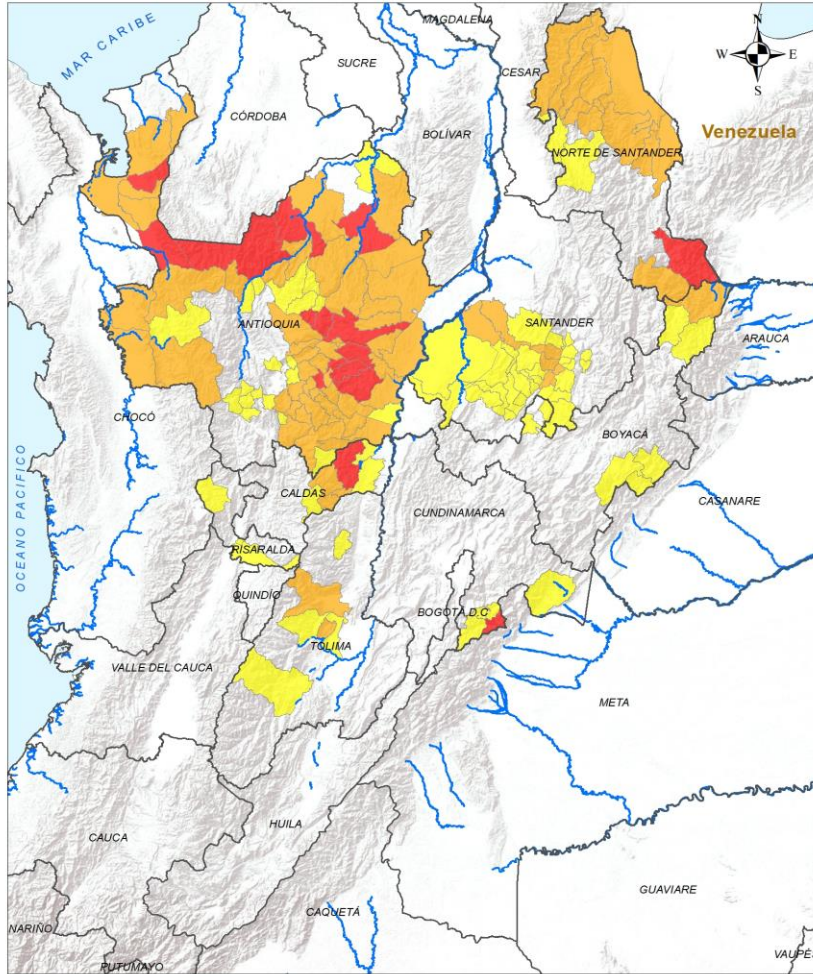 MAGDALENA
N
MAR CARIBE
SUCRE
CESAR
W
E
S
CÓRDOBA
BOLÍVAR
Venezuela
NORTE DE SANTANDER
ANTIOQUIA
SANTANDER
ARAUCA
CHOCÓ
BOYACÁ
OCEANO PACIFICO
CALDAS
CASANARE
CUNDINAMARCA
RISARALDA
QUINDÍO
BOGOTÁ D.C
TOLIMA
VALLE DEL CAUCA
META
HUILA
CAUCA
GUAVIARE
CAQUETÁ
NARIÑO
VAUPÉS
PUTUMAYO